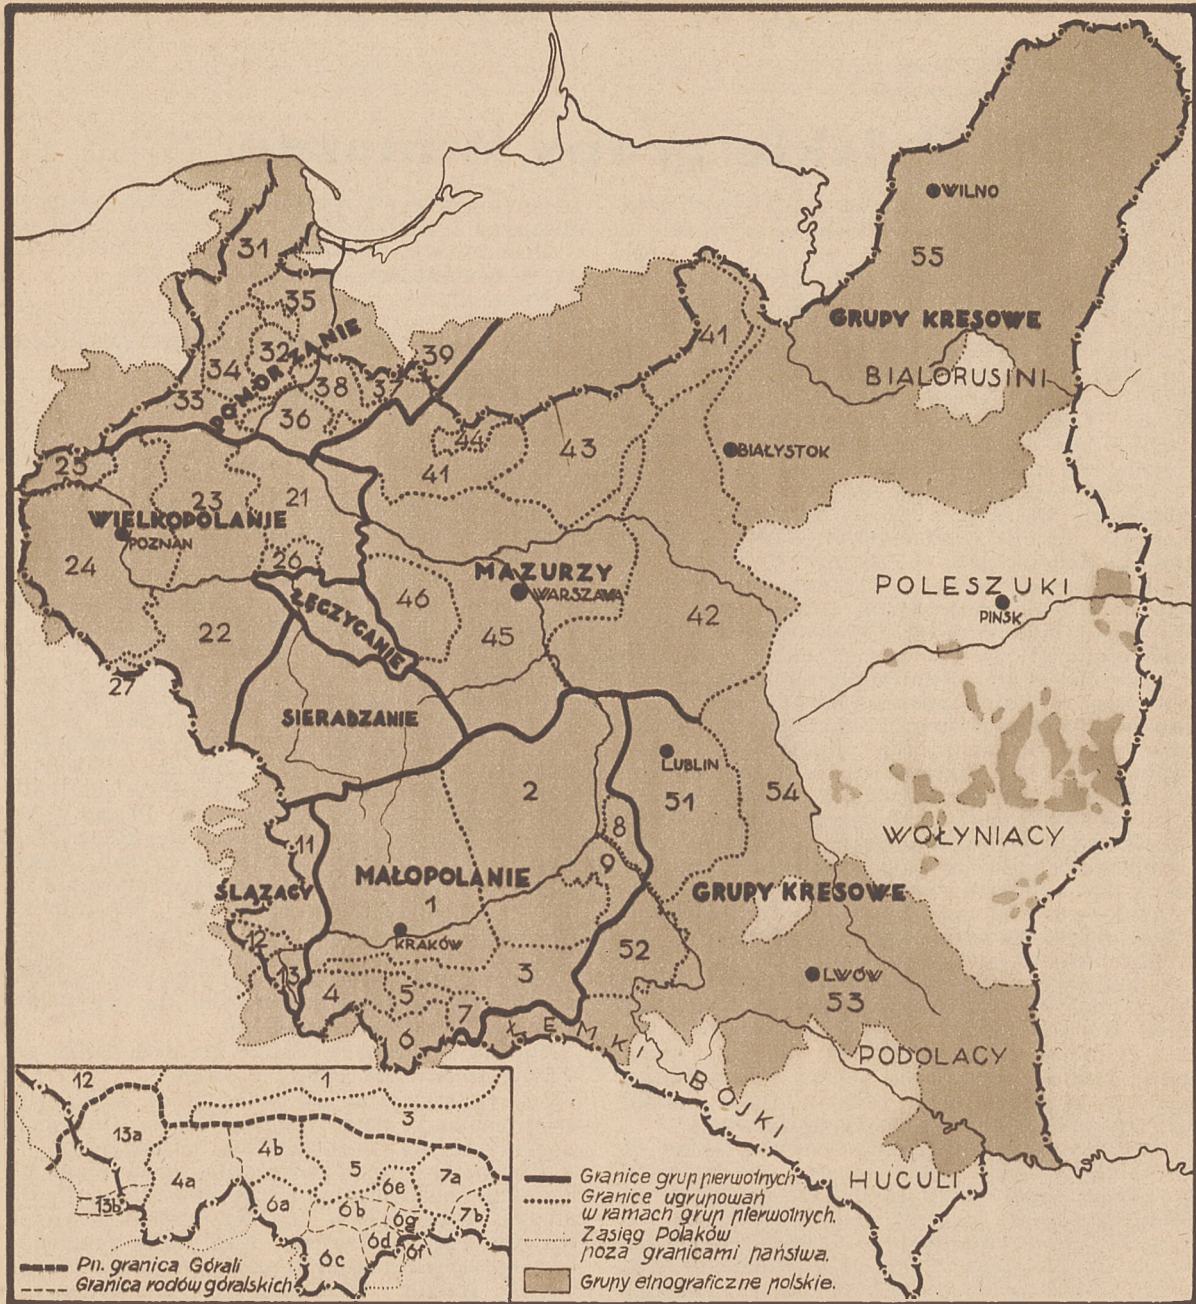 WILNO
55
GRUPY KRESOWE
BIALORUSINI
31
35
POMORZANIE
32
34
33
38
37
39
36
41
44
43
41
BIAŁYSTOK
25
23
21
WIELKOPOLANIE
POZNAN
24
26
ŁĘCZYCANIE
46
MAZURZY
WARSZAWA
45
42
POLESZUKI
PIŃSK
22
27
SIERADZANIE
LUBLIN
51
54
2
8
9
WOŁYNIACY
11
ŚLĄZACY
MAŁOPOLANIE
1
KRAKÓW
GRUPY KRESOWE
12
13
4
5
3
52
LWÓW
53
6
7
ŁEMKI
BOJKI
PODOLACY
HUCULI
12
1
3
13a
4b
4a
5
6e
7a
13b
6a
6b
6g
7b
6c
6d
6f
Pn. granica Górali
Granica rodów góralskich
Granice grup pierwotnych
Granice ugrupowań
w ramach grup pierwotnych.
Zasięg Polaków
poza granicami państwa.
Grupy etnograficzne polskie.